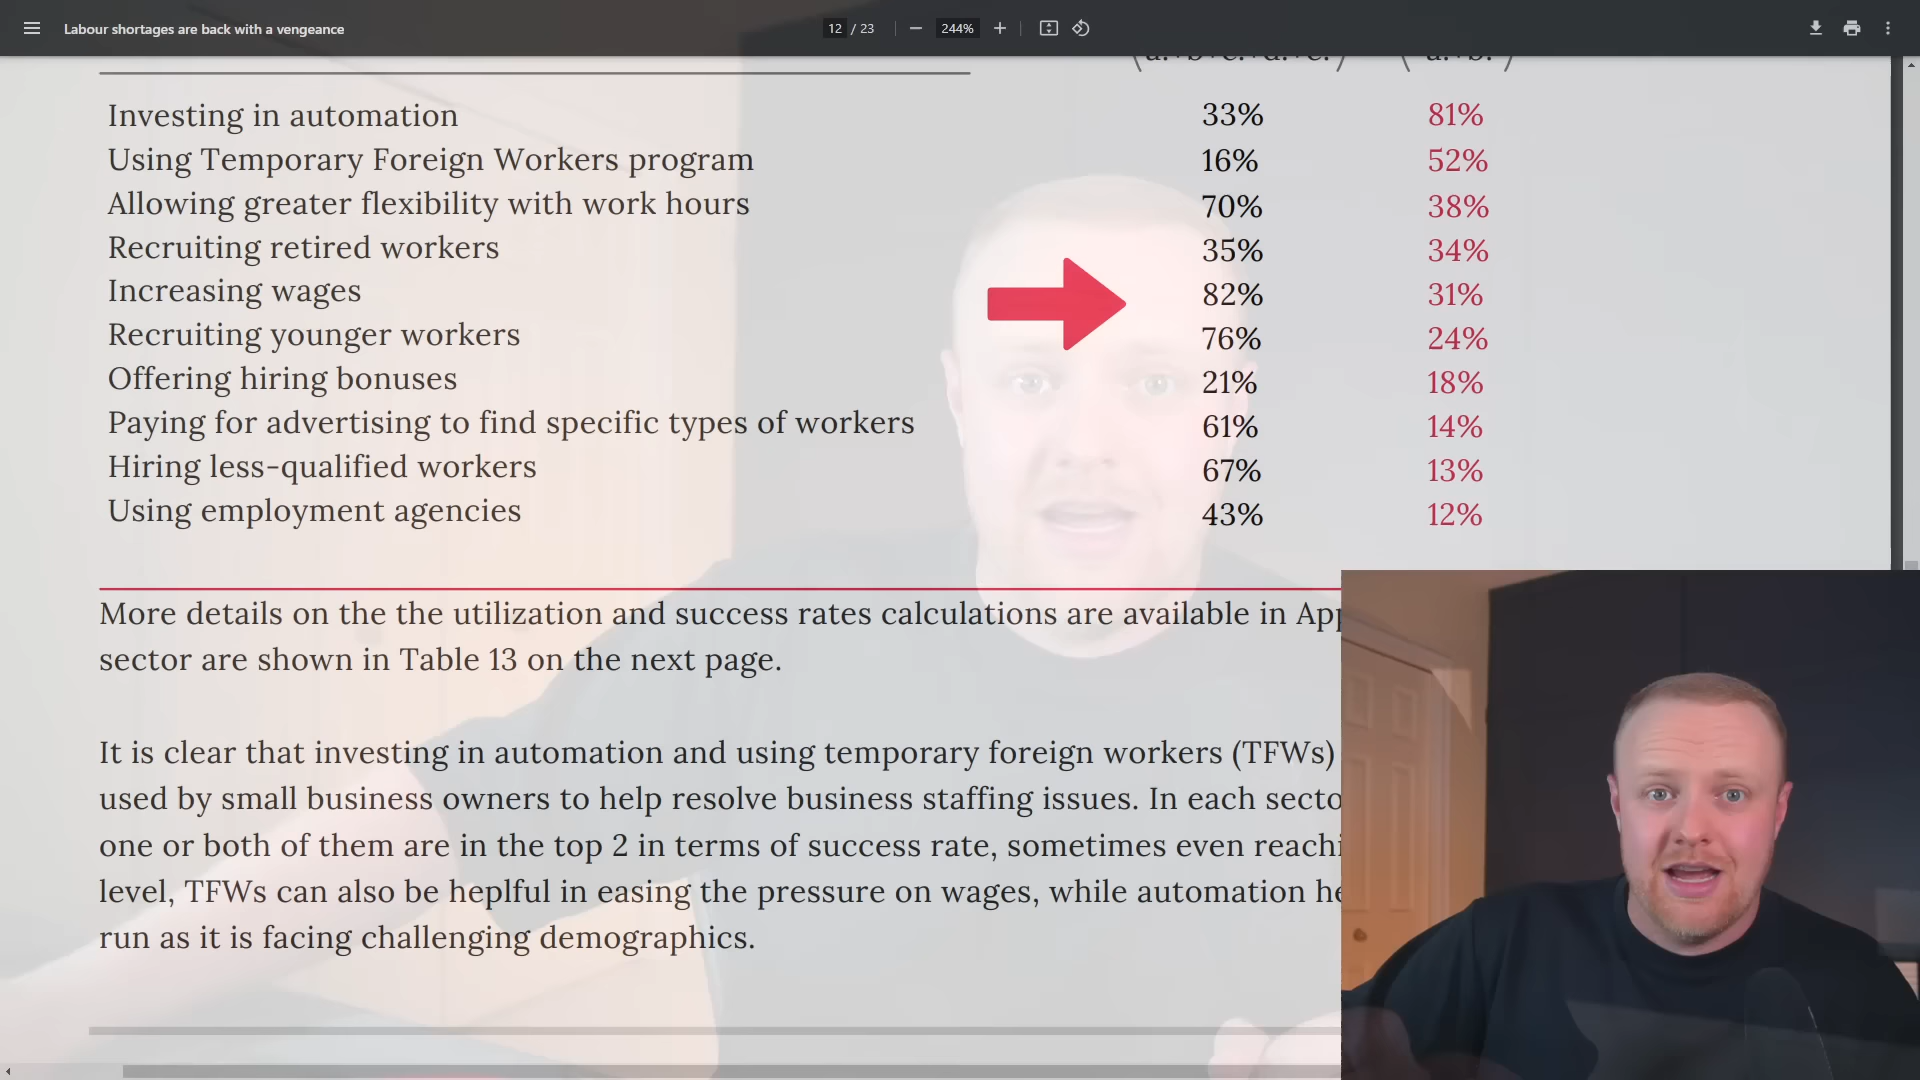 Labour shortages are back with a vengeance
12 / 23
244%
Investing in automation 33% 81%
Using Temporary Foreign Workers program 16% 52%
Allowing greater flexibility with work hours 70% 38%
Recruiting retired workers 35% 34%
Increasing wages 82% 31%
Recruiting younger workers 76% 24%
Offering hiring bonuses 21% 18%
Paying for advertising to find specific types of workers 61% 14%
Hiring less-qualified workers 67% 13%
Using employment agencies 43% 12%
More details on the the utilization and success rates calculations are available in App
sector are shown in Table 13 on the next page.
It is clear that investing in automation and using temporary foreign workers (TFWs)
used by small business owners to help resolve business staffing issues. In each secto
one or both of them are in the top 2 in terms of success rate, sometimes even reachi
level, TFWs can also be heplful in easing the pressure on wages, while automation he
run as it is facing challenging demographics.